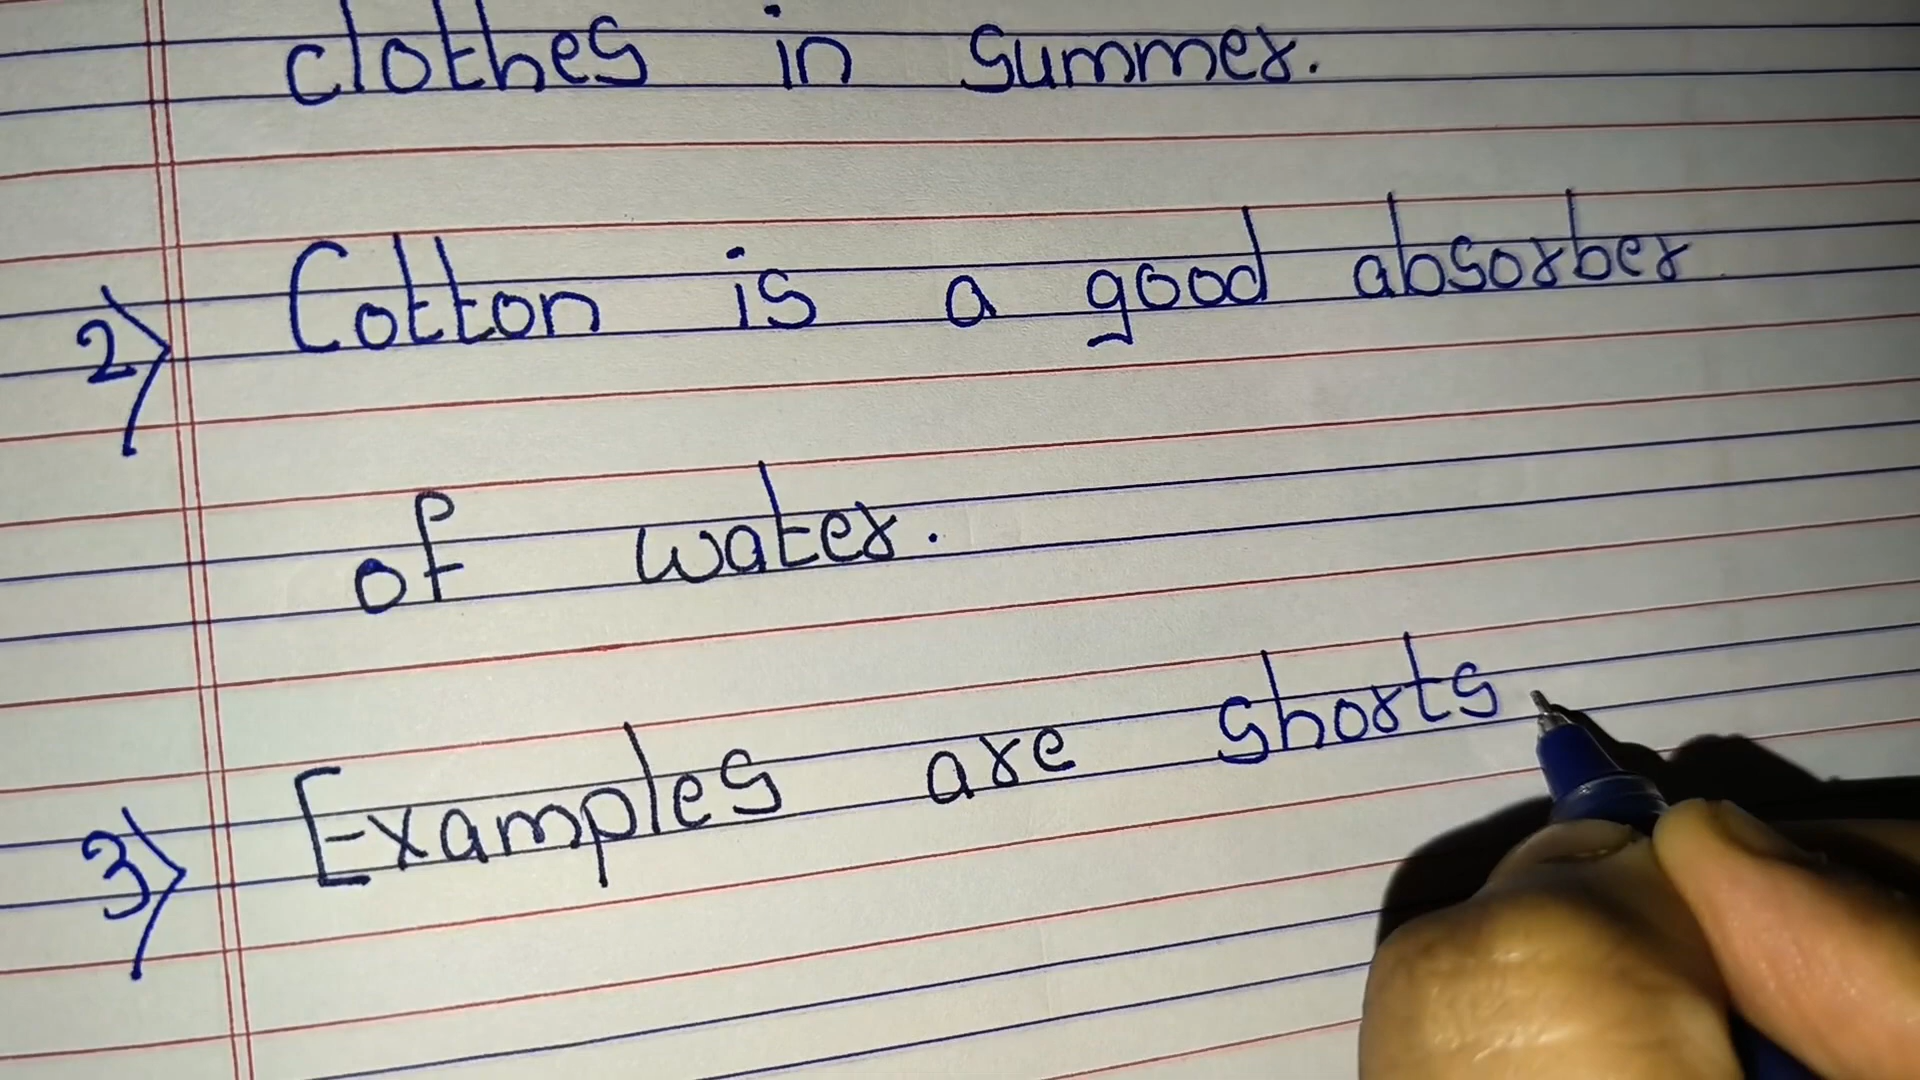 clothes in summer.
2) Cotton is a good absorber
of water.
3) Examples are shorts